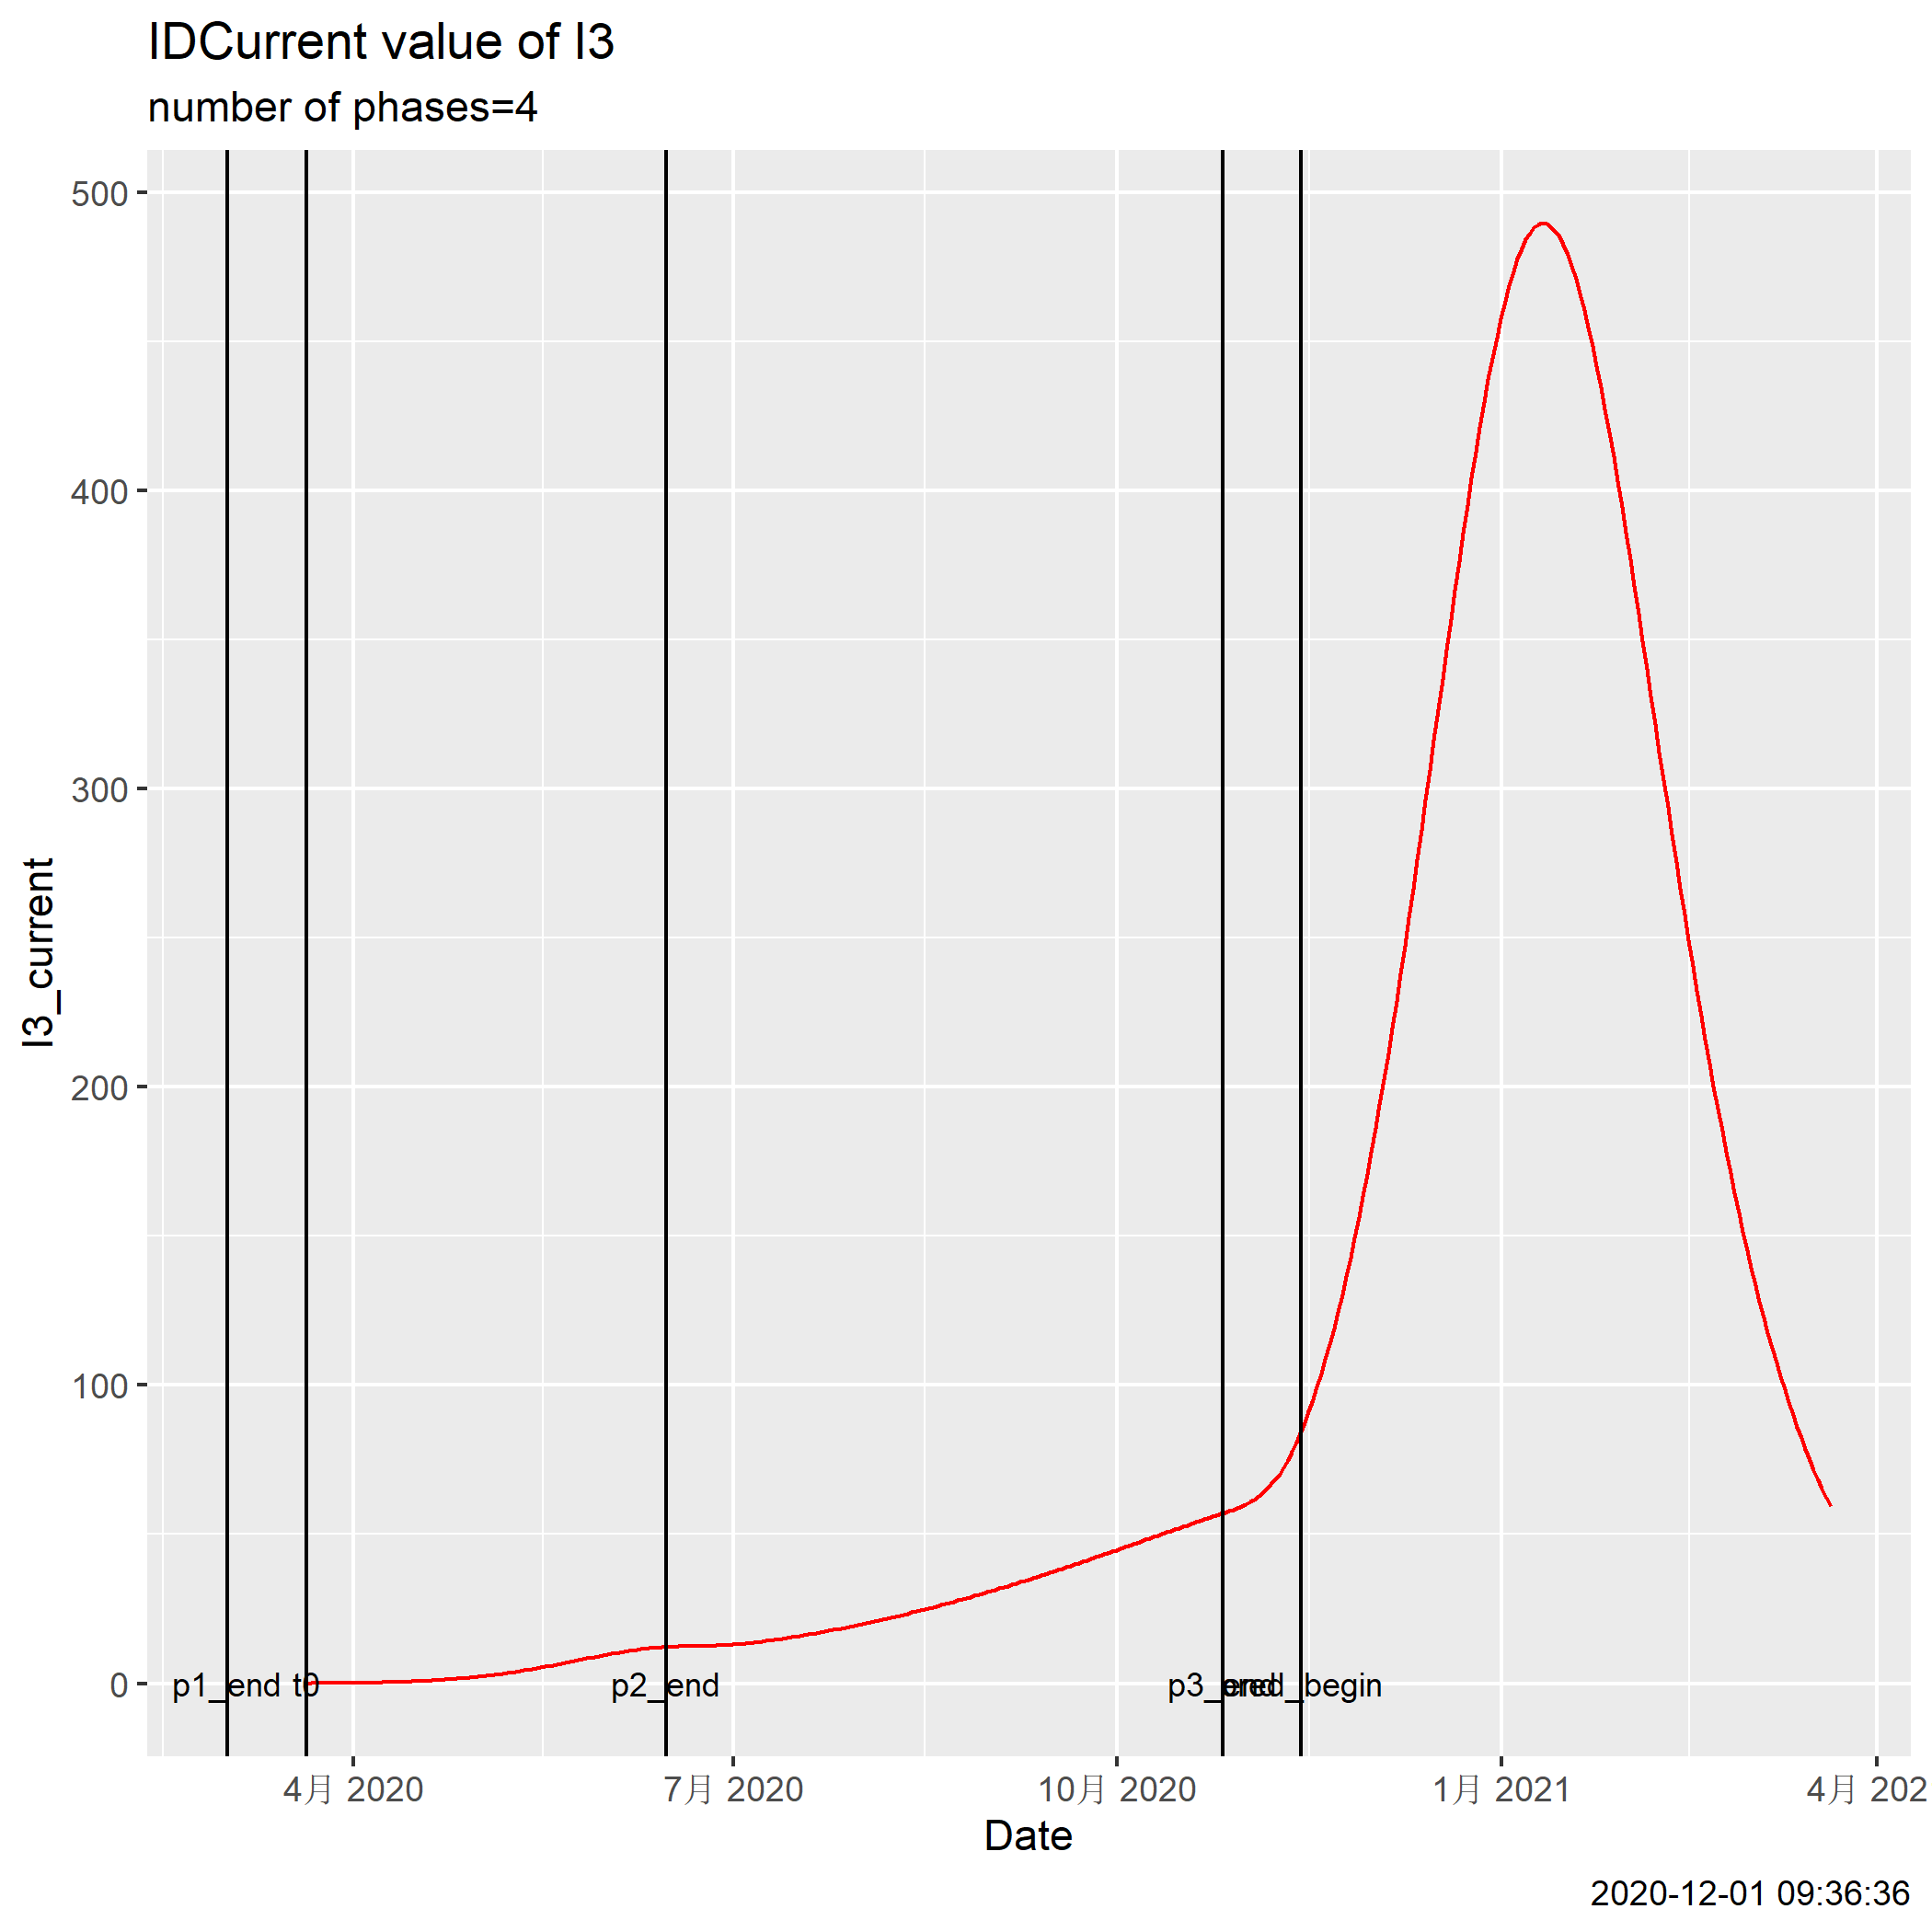 IDCurrent value of I3
number of phases=4
I3_current
500
400
300
200
100
0
p1_end t0 p2_end p3_end pred_begin
4月 2020 7月 2020 10月 2020 1月 2021 4月 202
Date
2020-12-01 09:36:36